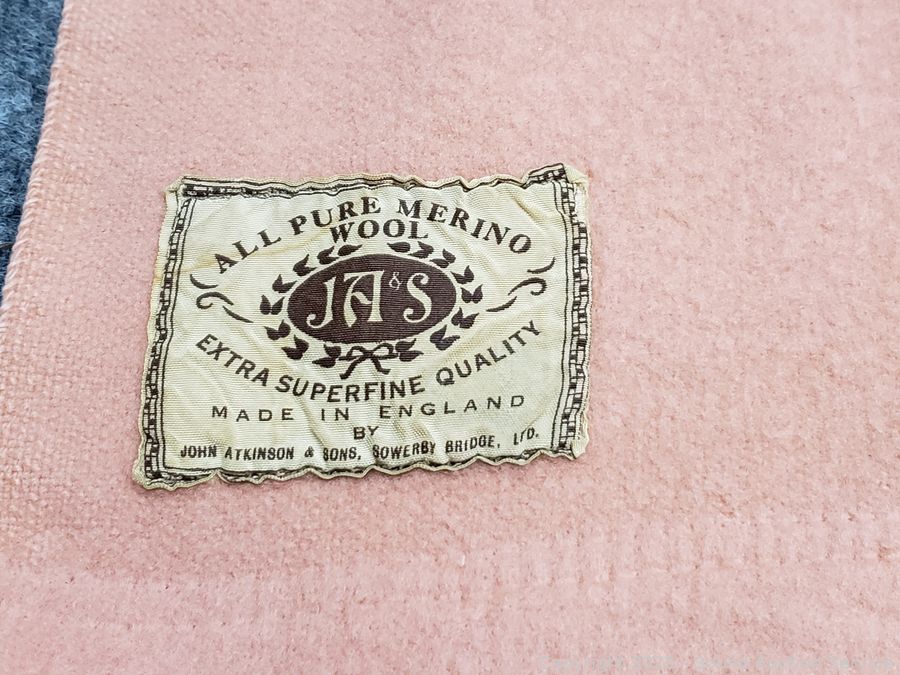 ALL PURE MERINO
WOOL
JA&S
EXTRA SUPERFINE QUALITY
MADE IN ENGLAND
BY
JOHN ATKINSON & SONS, SOWERBY BRIDGE, LTD.